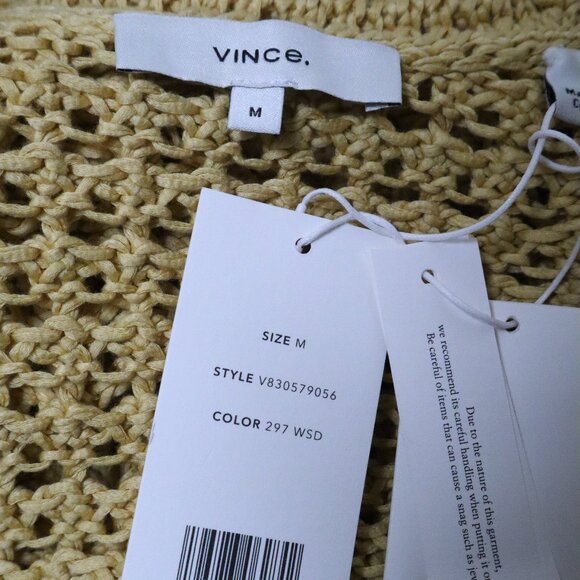 VINCE.
M
SIZE M
STYLE V830579056
COLOR 297 WSD
Due to the nature of this garment,
we recommend its careful handling when putting it
Be careful of items that can cause a snag such as